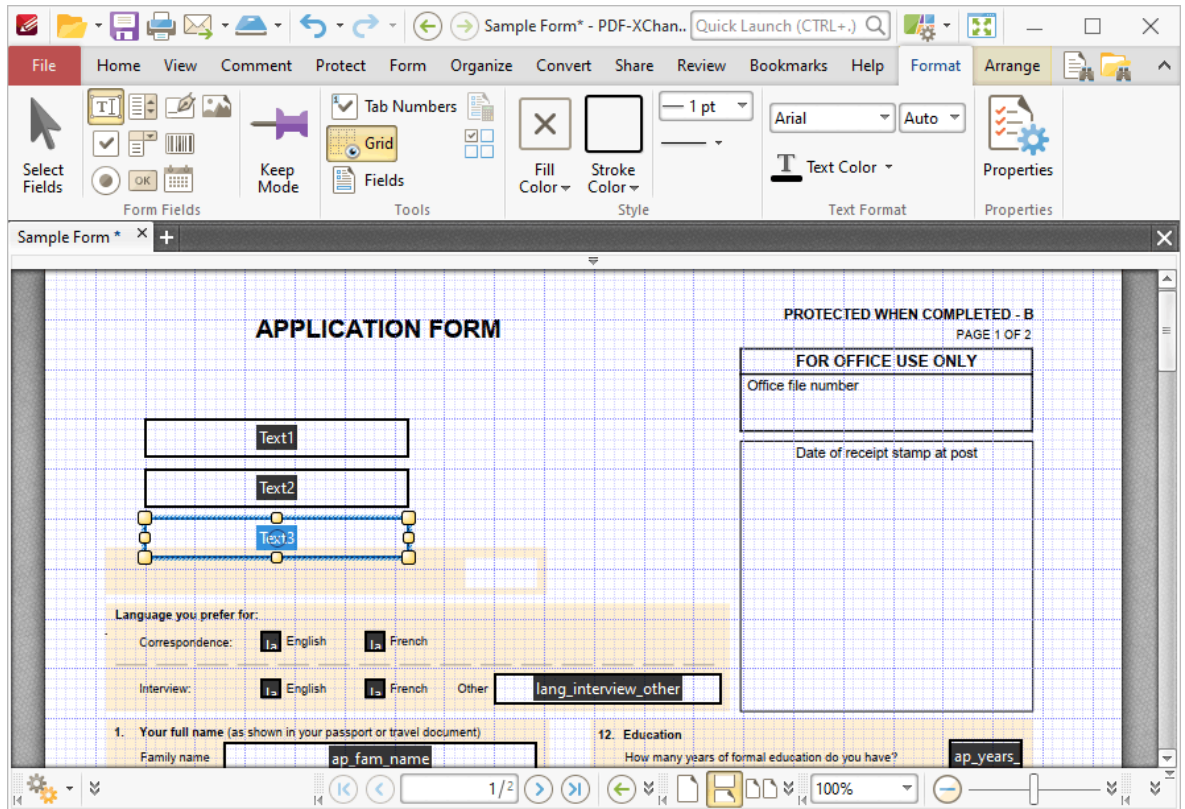 Sample Form* - PDF-XChan.. Quick Launch (CTRL+.)
File Home View Comment Protect Form Organize Convert Share Review Bookmarks Help Format Arrange
Tab Numbers
1 pt
Arial
Auto
Grid
OK
Fields
Select Fields
Keep Mode
Fill Color
Stroke Color
Text Color
Properties
Form Fields
Tools
Style
Text Format
Properties
Sample Form *
APPLICATION FORM
PROTECTED WHEN COMPLETED - B
PAGE 1 OF 2
FOR OFFICE USE ONLY
Office file number
Text1
Date of receipt stamp at post
Text2
Text3
Language you prefer for:
Correspondence: la English la French
Interview: la English la French Other lang_interview_other
1. Your full name (as shown in your passport or travel document)
Family name ap_fam_name
12. Education
How many years of formal education do you have? ap_years_
1/2
100%